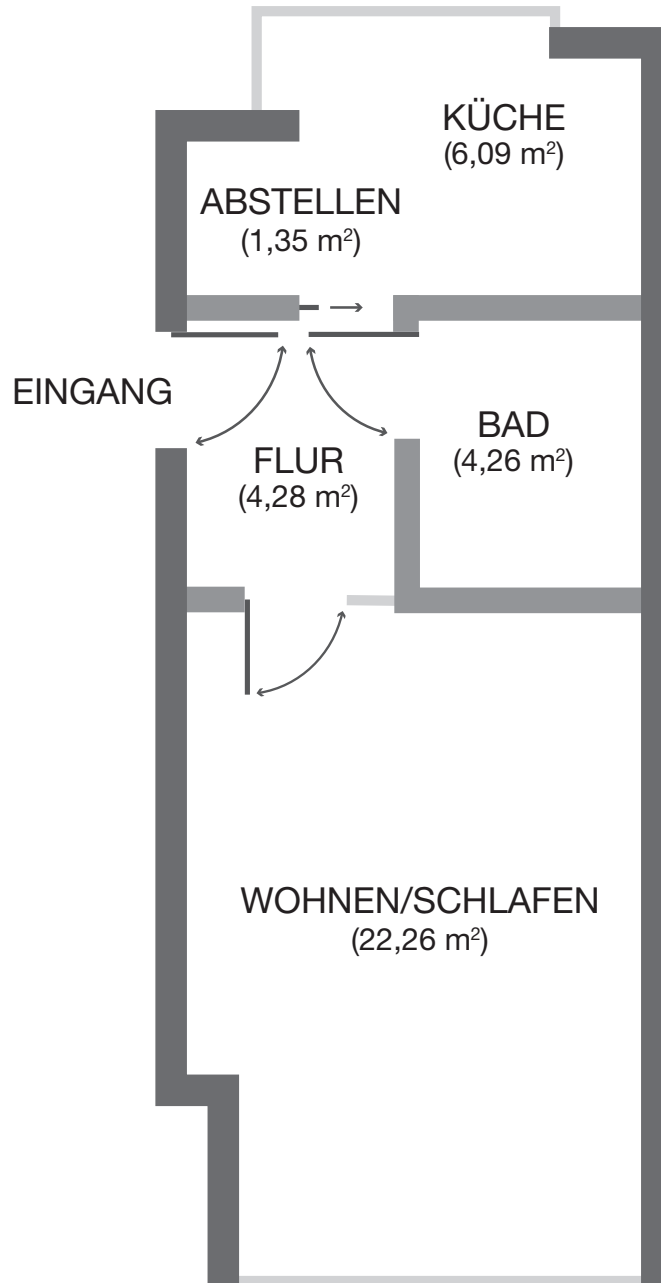 KÜCHE
(6,09 m²)
ABSTELLEN
(1,35 m²)
EINGANG
BAD
(4,26 m²)
FLUR
(4,28 m²)
WOHNEN/SCHLAFEN
(22,26 m²)